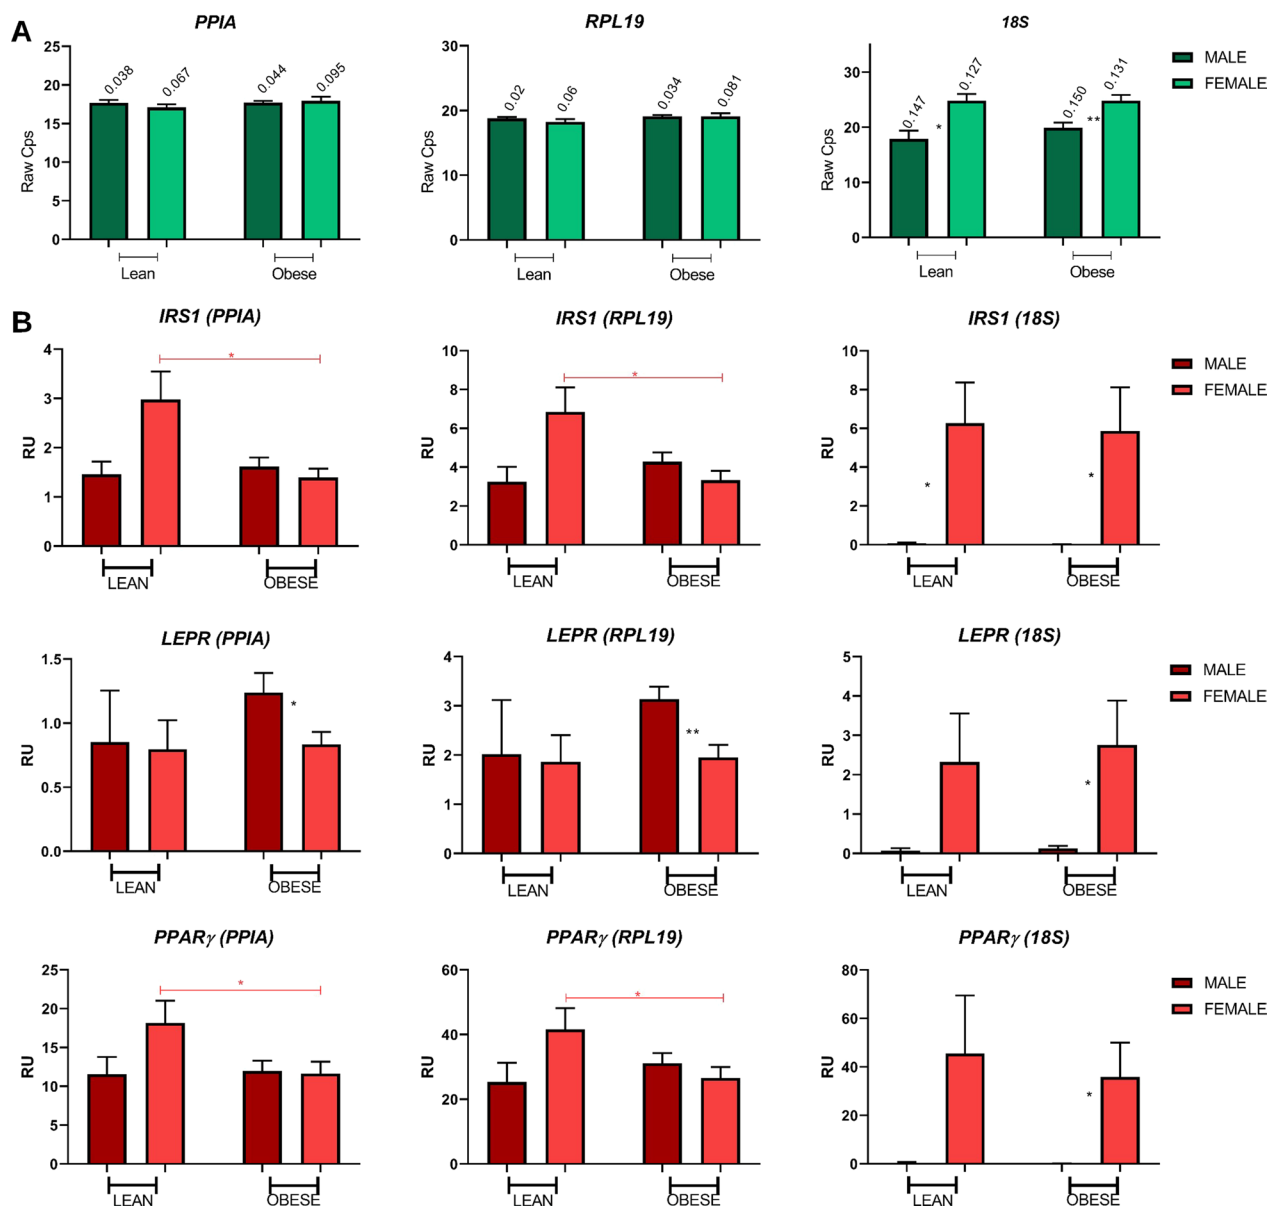 A
PPIA
RPL19
18S
25
20
15
10
5
0
Raw Cps
0.038
0.067
0.044
0.095
Lean
Obese
30
20
10
0
Raw Cps
0.02
0.06
0.034
0.081
Lean
Obese
30
20
10
0
Raw Cps
0.147
*
0.127
0.150
**
0.131
Lean
Obese
MALE
FEMALE
B
IRS1 (PPIA)
IRS1 (RPL19)
IRS1 (18S)
4
3
2
1
0
RU
*
LEAN
OBESE
10
8
6
4
2
0
RU
*
LEAN
OBESE
10
8
6
4
2
0
RU
*
*
LEAN
OBESE
MALE
FEMALE
LEPR (PPIA)
LEPR (RPL19)
LEPR (18S)
1.5
1.0
0.5
0.0
RU
*
LEAN
OBESE
4
3
2
1
0
RU
**
LEAN
OBESE
5
4
3
2
1
0
RU
*
LEAN
OBESE
MALE
FEMALE
PPARγ (PPIA)
PPARγ (RPL19)
PPARγ (18S)
25
20
15
10
5
0
RU
*
LEAN
OBESE
60
40
20
0
RU
*
LEAN
OBESE
80
60
40
20
0
RU
*
LEAN
OBESE
MALE
FEMALE